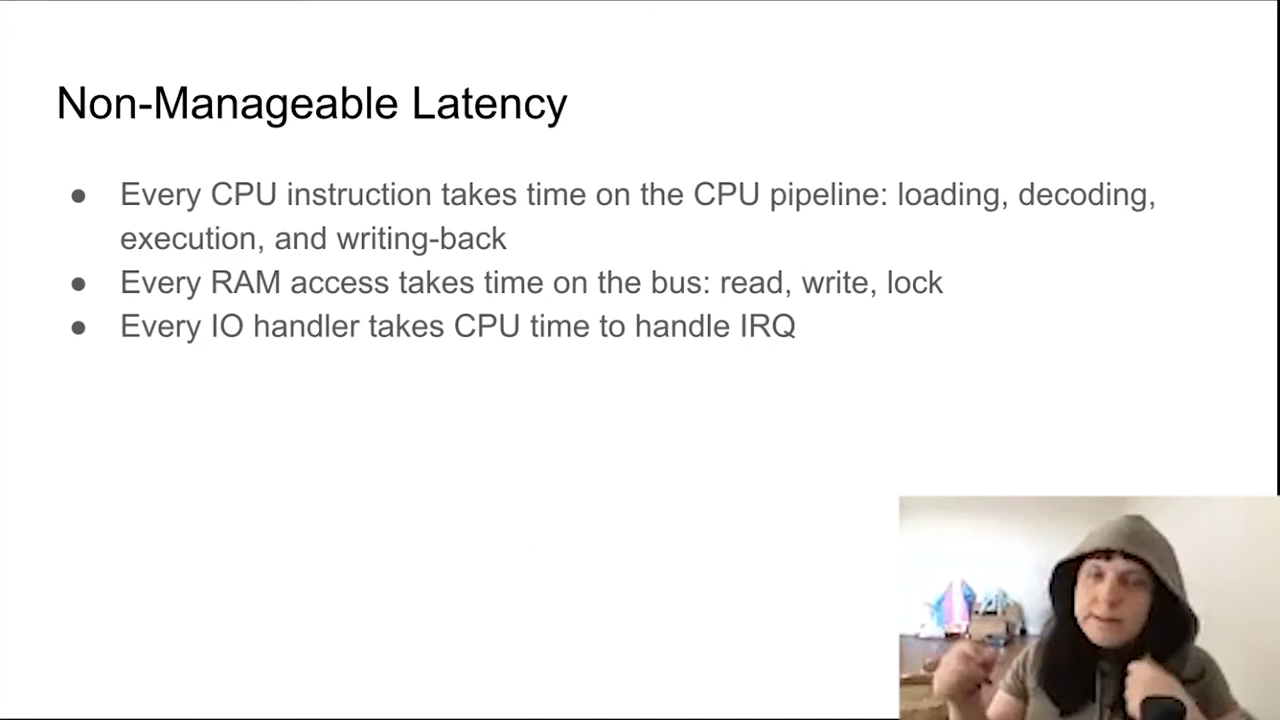 Non-Manageable Latency
● Every CPU instruction takes time on the CPU pipeline: loading, decoding,
execution, and writing-back
● Every RAM access takes time on the bus: read, write, lock
● Every IO handler takes CPU time to handle IRQ